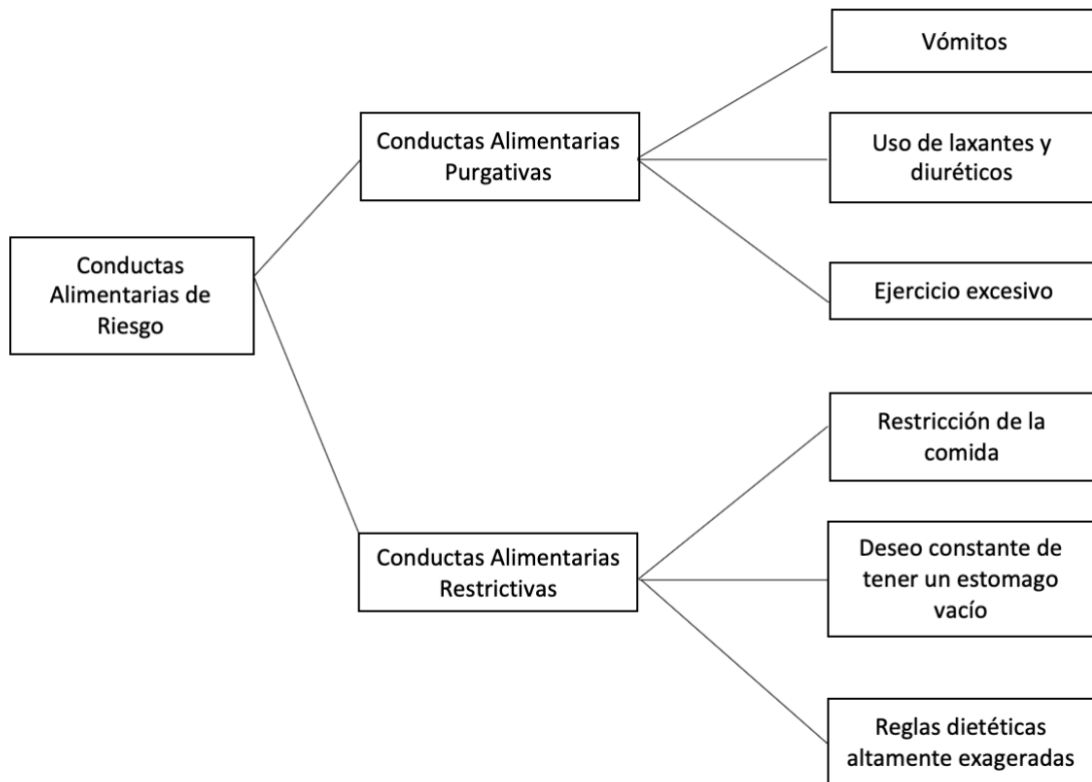 Vómitos
Conductas Alimentarias
Purgativas
Uso de laxantes y
diuréticos
Conductas
Alimentarias de
Riesgo
Ejercicio excesivo
Restricción de la
comida
Conductas Alimentarias
Restrictivas
Deseo constante de
tener un estomago
vacío
Reglas dietéticas
altamente exageradas